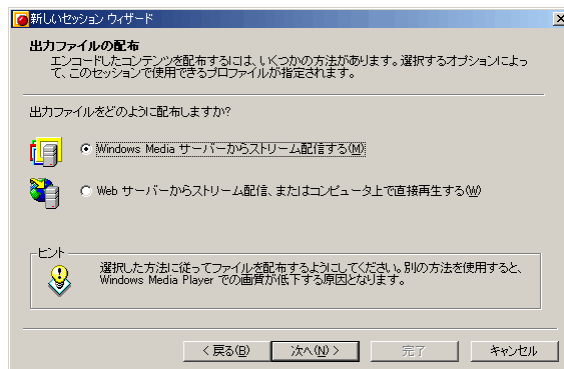 新しいセッション ウィザード
出力ファイルの配布
エンコードしたコンテンツを配布するには、いくつかの方法があります。選択するオプションによっ
て、このセッションで使用できるプロファイルが指定されます。
出力ファイルをどのように配布しますか?
Windows Media サーバーからストリーム配信する(M)
Web サーバーからストリーム配信、またはコンピュータ上で直接再生する(W)
ヒント
選択した方法に従ってファイルを配布するようにしてください。別の方法を使用すると、
Windows Media Player での画質が低下する原因となります。
< 戻る(B) 次へ(N) > 完了 キャンセル